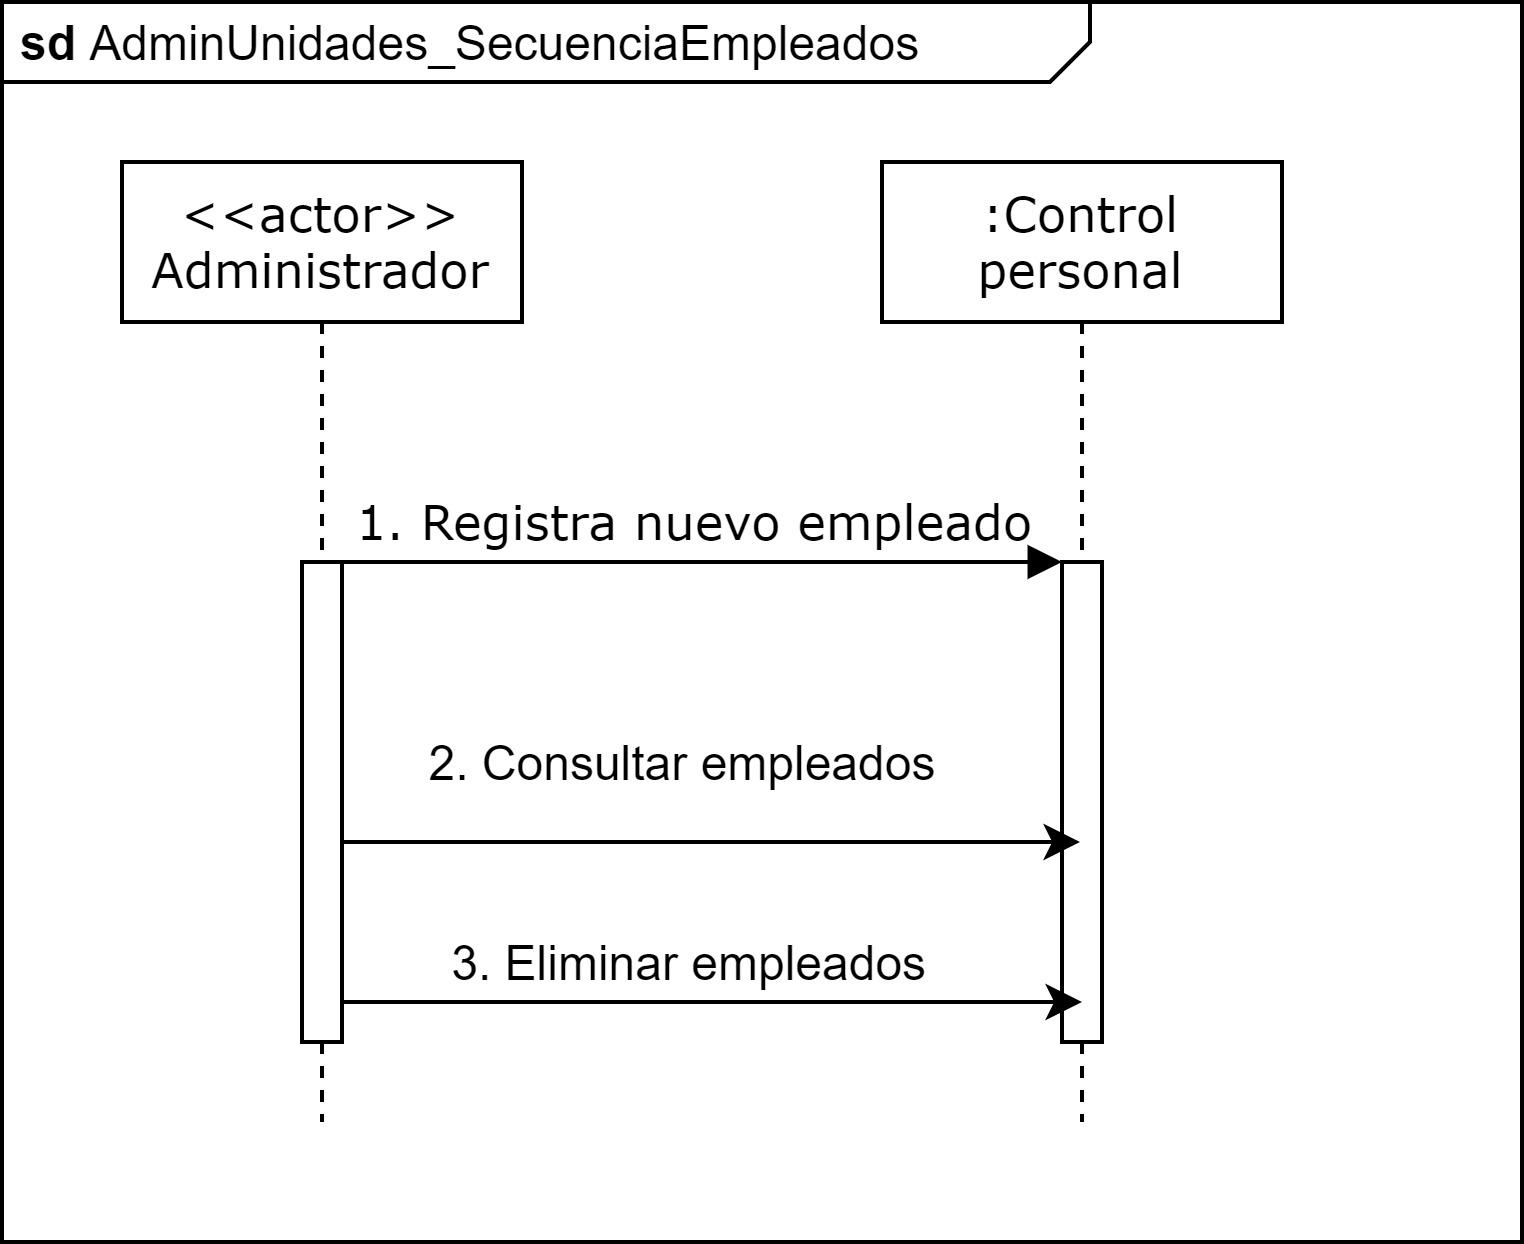 sd AdminUnidades_SecuenciaEmpleados
<<actor>>
Administrador
:Control
personal
1. Registra nuevo empleado
2. Consultar empleados
3. Eliminar empleados